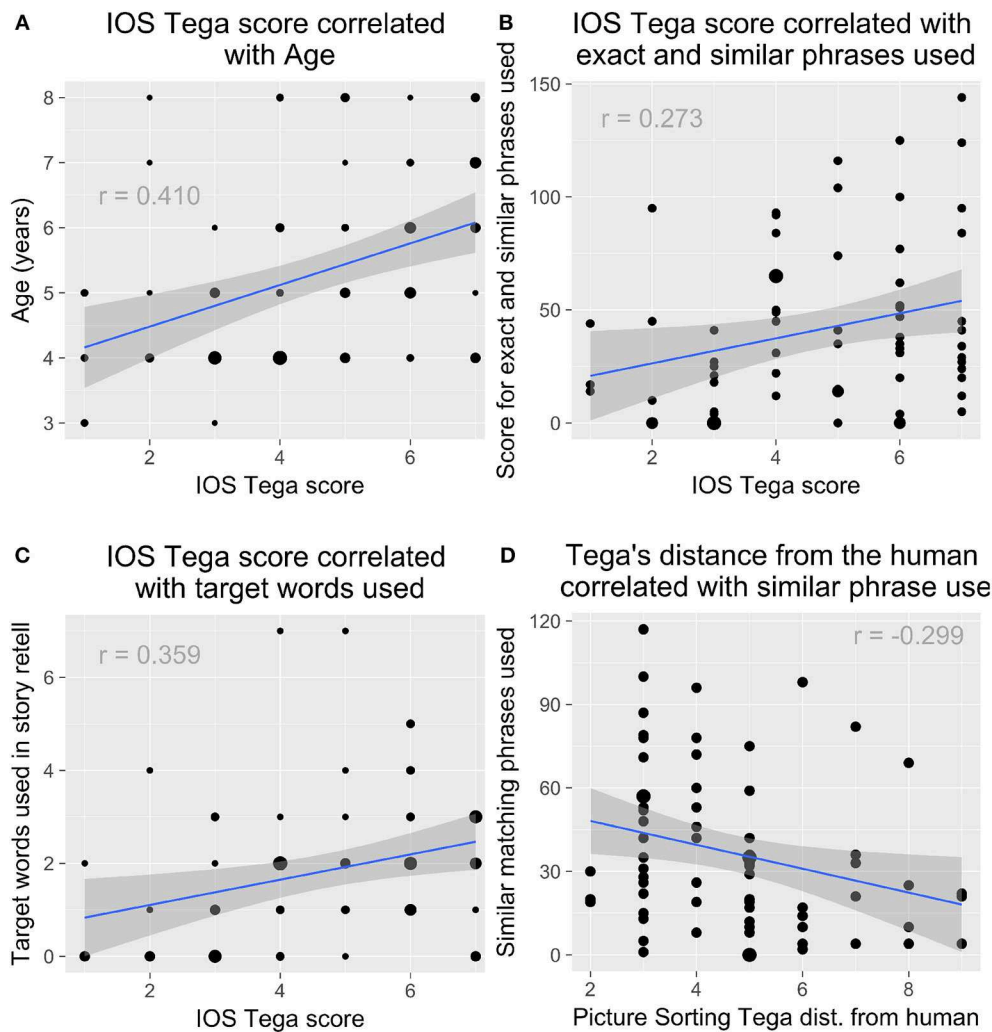 A
IOS Tega score correlated
with Age
8
7
6
5
4
3
Age (years)
r = 0.410
2
4
6
IOS Tega score
B
IOS Tega score correlated with
exact and similar phrases used
150
100
50
0
Score for exact and similar phrases used
r = 0.273
2
4
6
IOS Tega score
C
IOS Tega score correlated
with target words used
6
4
2
0
Target words used in story retell
r = 0.359
2
4
6
IOS Tega score
D
Tega's distance from the human
correlated with similar phrase use
120
90
60
30
0
Similar matching phrases used
r = -0.299
2
4
6
8
Picture Sorting Tega dist. from human